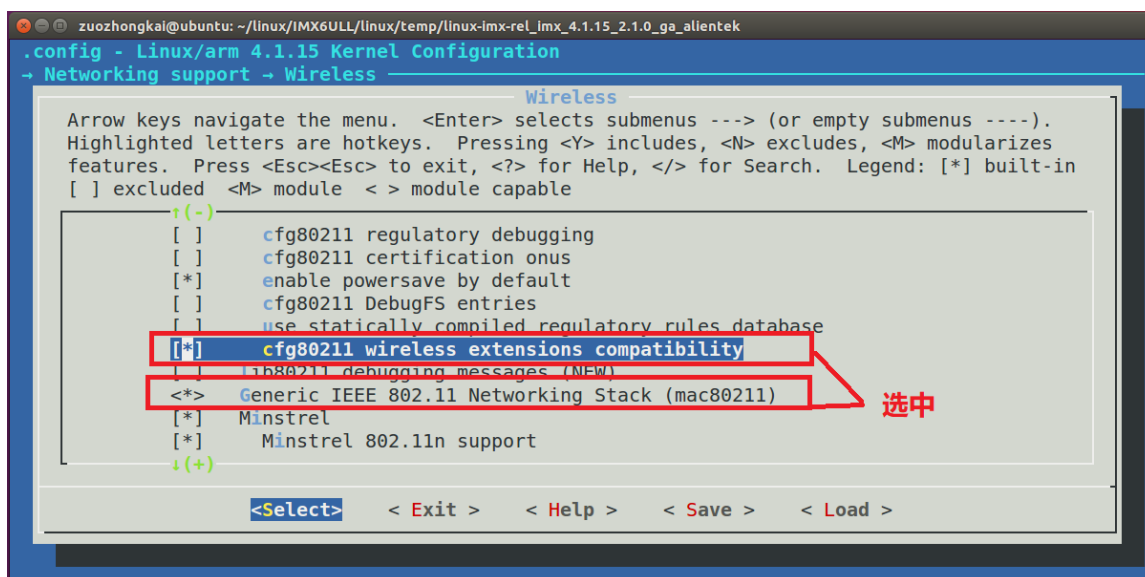 zuozhongkai@ubuntu: ~/linux/IMX6ULL/linux/temp/linux-imx-rel_imx_4.1.15_2.1.0_ga_alientek
.config - Linux/arm 4.1.15 Kernel Configuration
→ Networking support → Wireless
Wireless
Arrow keys navigate the menu. <Enter> selects submenus ---> (or empty submenus ----).
Highlighted letters are hotkeys. Pressing <Y> includes, <N> excludes, <M> modularizes
features. Press <Esc><Esc> to exit, <?> for Help, </> for Search. Legend: [*] built-in
[ ] excluded <M> module < > module capable
↑(-)
[ ] cfg80211 regulatory debugging
[ ] cfg80211 certification onus
[*] enable powersave by default
[ ] cfg80211 DebugFS entries
[ ] use statically compiled regulatory rules database
[*] cfg80211 wireless extensions compatibility
[ ] lib80211 debugging messages (NEW)
<*> Generic IEEE 802.11 Networking Stack (mac80211)
选中
[*] Minstrel
[*] Minstrel 802.11n support
↓(+)
<Select> < Exit > < Help > < Save > < Load >